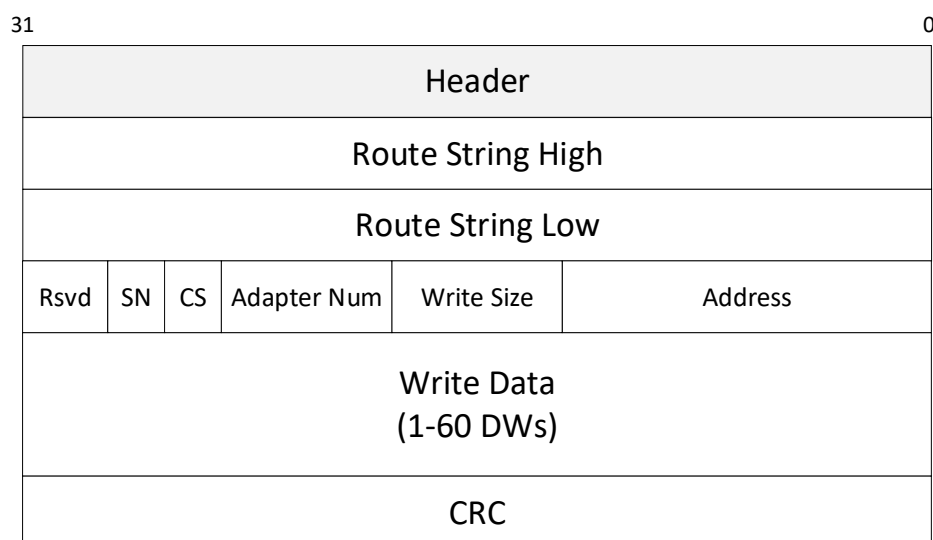 31 0
Header
Route String High
Route String Low
Rsvd SN CS Adapter Num Write Size Address
Write Data
(1-60 DWs)
CRC